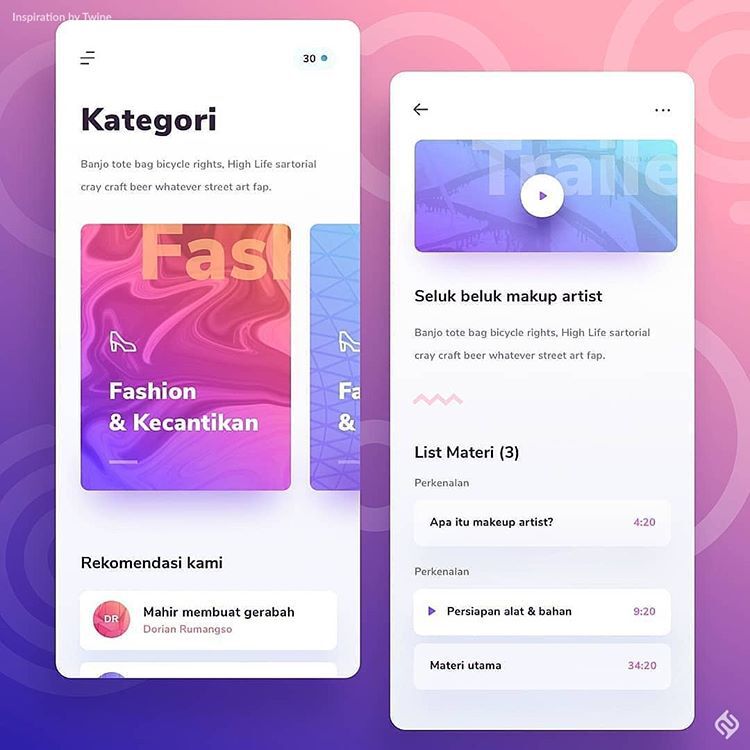 Inspiration by Twine
30
Kategori
Banjo tote bag bicycle rights, High Life sartorial
cray craft beer whatever street art fap.
Fash
Fashion
& Kecantikan
Fa
&
Rekomendasi kami
DR
Mahir membuat gerabah
Dorian Rumangso
Traile
Seluk beluk makup artist
Banjo tote bag bicycle rights, High Life sartorial
cray craft beer whatever street art fap.
List Materi (3)
Perkenalan
Apa itu makeup artist?
4:20
Perkenalan
Persiapan alat & bahan
9:20
Materi utama
34:20